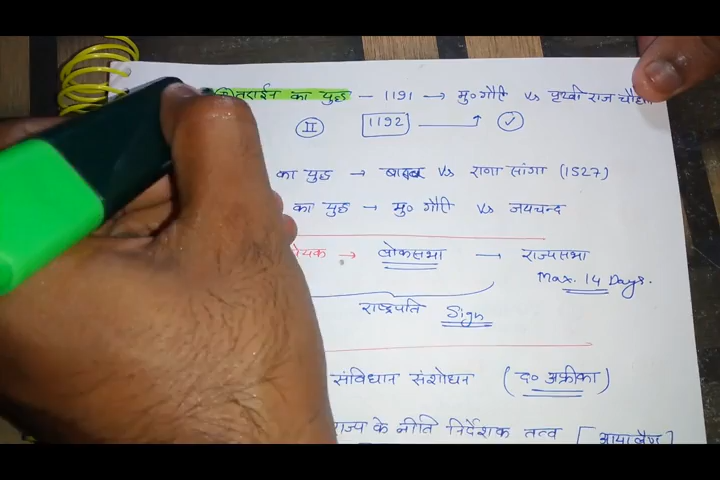 तराईन का युद्ध – 1191 → मु० गौरी vs पृथ्वीराज चौहान
II 1192 → ✓
का युद्ध → बाबर vs राणा सांगा (1527)
का युद्ध → मु० गौरी vs जयचन्द
→ लोकसभा → राज्यसभा
Max. 14 Days.
राष्ट्रपति Sign
संविधान संशोधन (द० अफ्रीका)
राज्य के नीति निर्देशक तत्व [आयरलैण्ड]